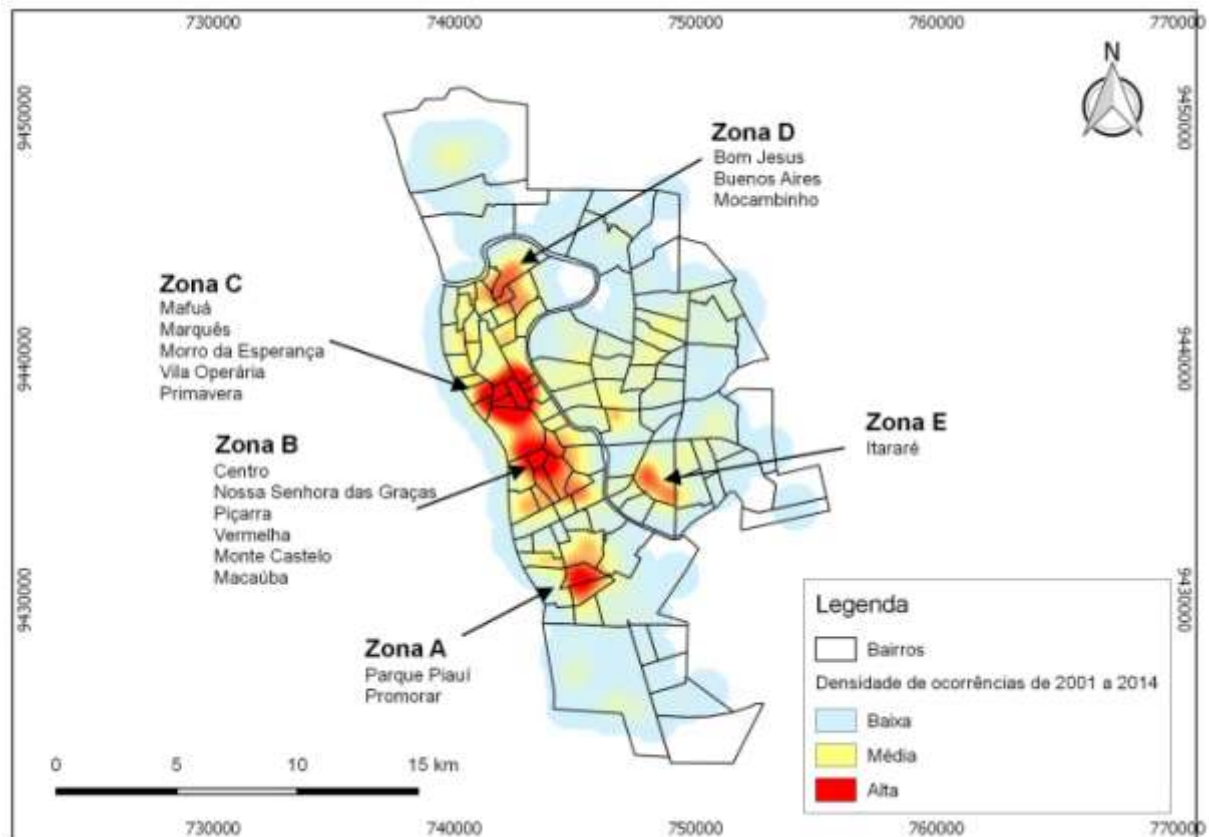 730000 740000 750000 760000 770000
N
9450000 9450000
Zona D
Bom Jesus
Buenos Aires
Mocambinho
Zona C
Mafuá
Marquês
Morro da Esperança
Vila Operária
Primavera
9440000 9440000
Zona E
Itararé
Zona B
Centro
Nossa Senhora das Graças
Piçarra
Vermelha
Monte Castelo
Macaúba
9430000 9430000
Zona A
Parque Piauí
Promorar
Legenda
Bairros
Densidade de ocorrências de 2001 a 2014
Baixa
Média
Alta
0 5 10 15 km
730000 740000 750000 760000 770000